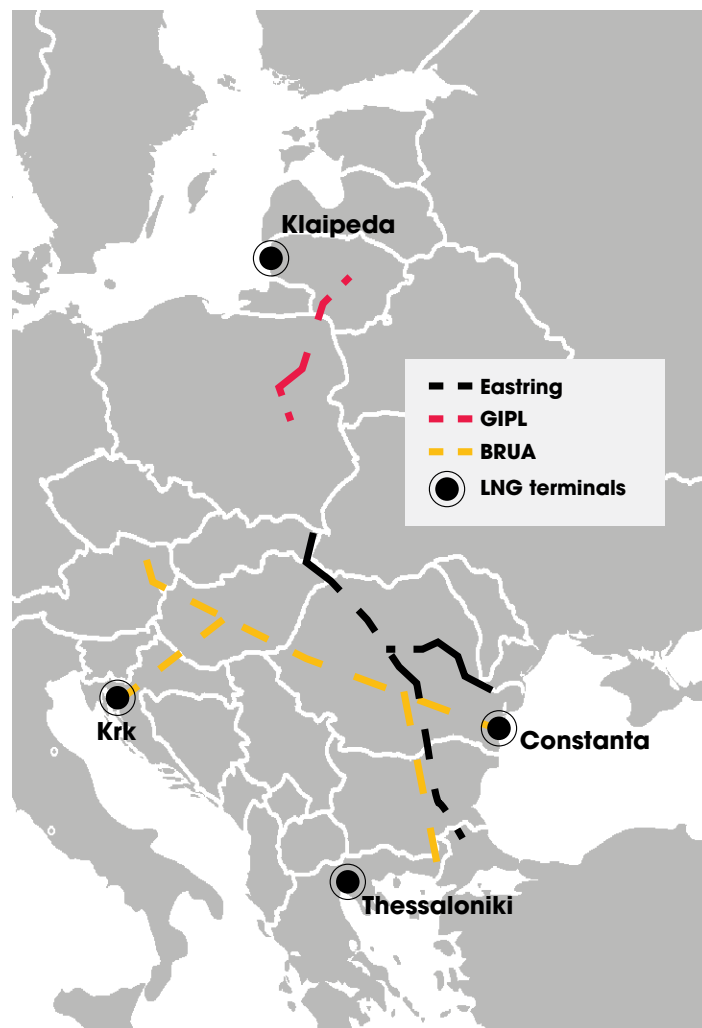 Klaipeda
Eastring
GIPL
BRUA
LNG terminals
Krk
Constanta
Thessaloniki